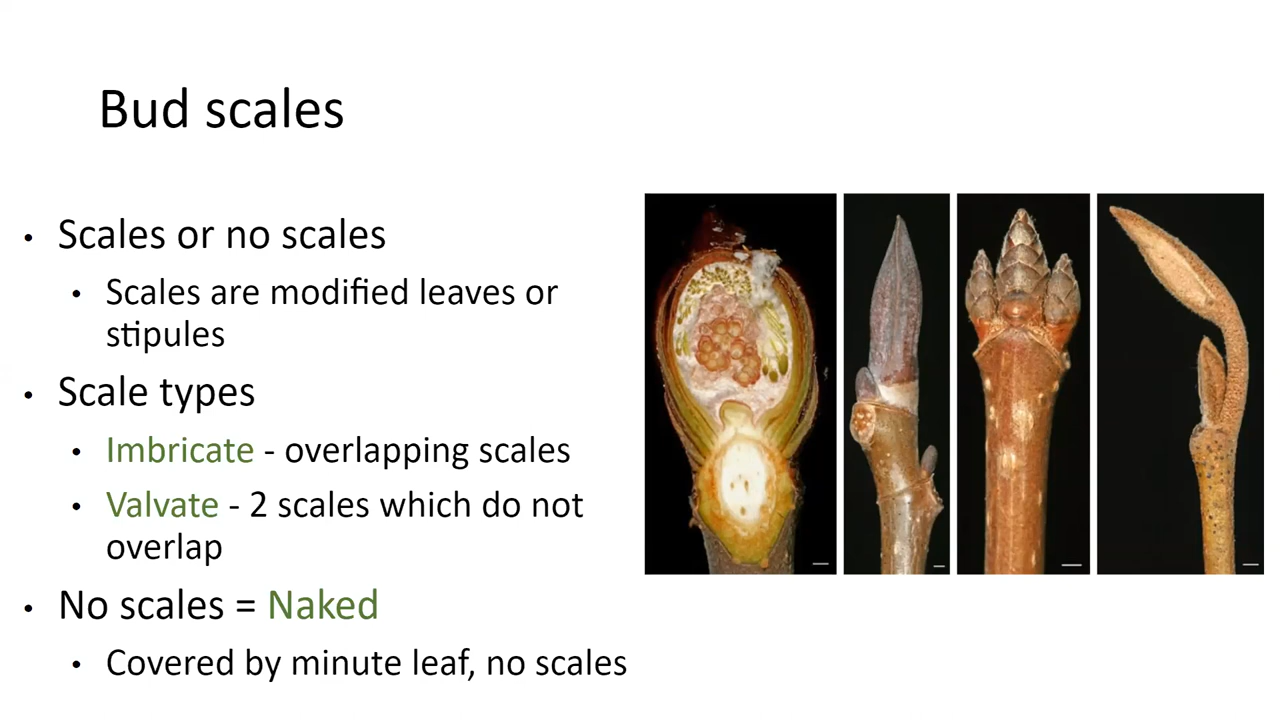 Bud scales
• Scales or no scales
• Scales are modified leaves or
stipules
• Scale types
• Imbricate - overlapping scales
• Valvate - 2 scales which do not
overlap
• No scales = Naked
• Covered by minute leaf, no scales